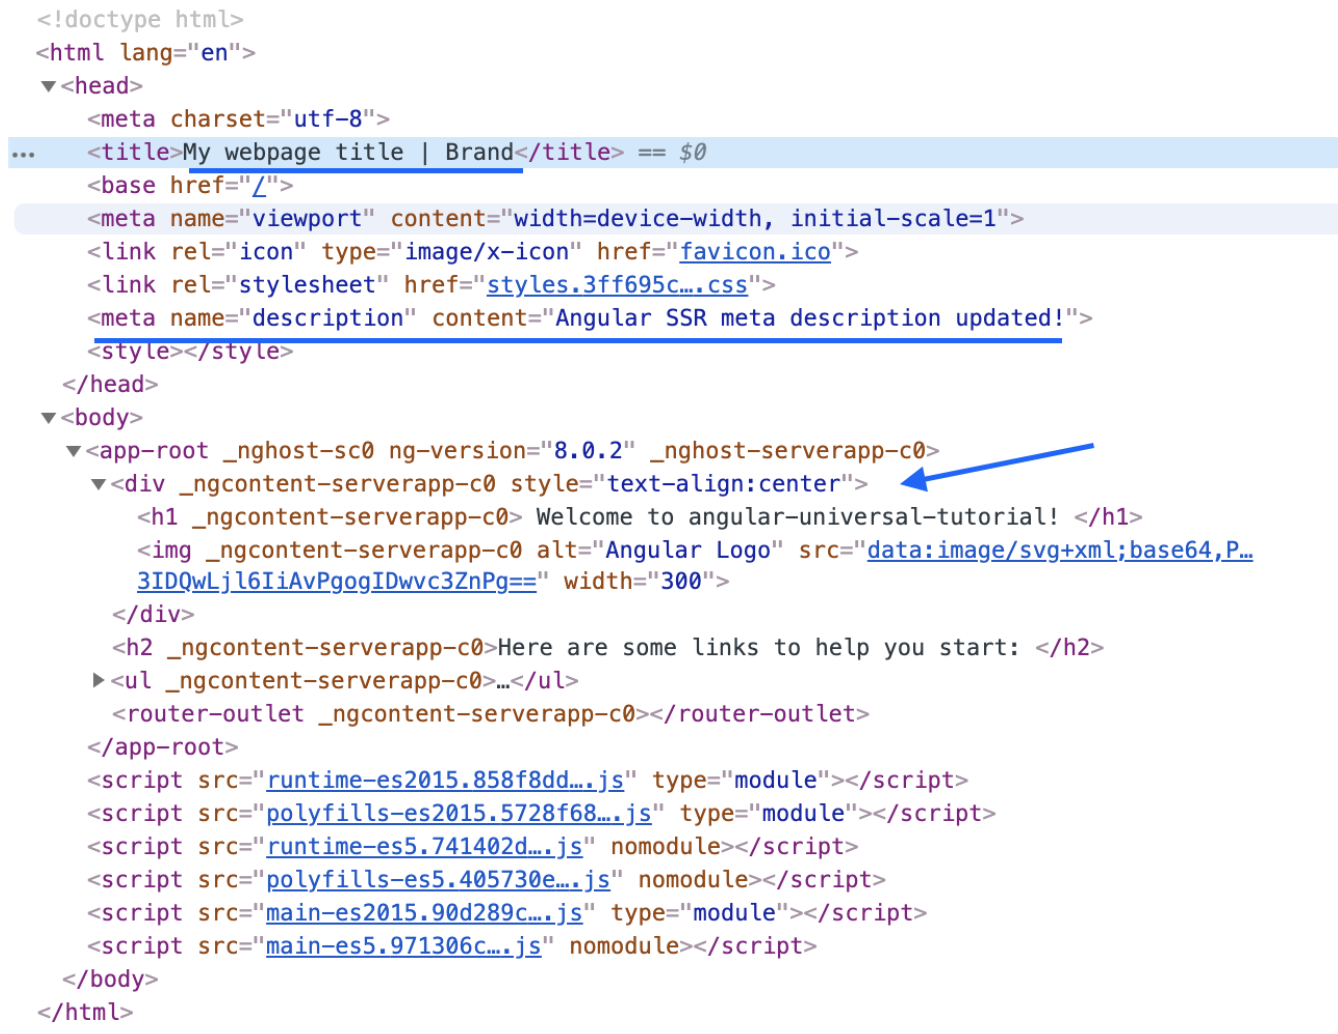 <!doctype html>
<html lang="en">
▼<head>
<meta charset="utf-8">
… <title>My webpage title | Brand</title> == $0
<base href="/">
<meta name="viewport" content="width=device-width, initial-scale=1">
<link rel="icon" type="image/x-icon" href="favicon.ico">
<link rel="stylesheet" href="styles.3ff695c….css">
<meta name="description" content="Angular SSR meta description updated!">
<style></style>
</head>
▼<body>
▼<app-root _nghost-sc0 ng-version="8.0.2" _nghost-serverapp-c0>
▼<div _ngcontent-serverapp-c0 style="text-align:center">
<h1 _ngcontent-serverapp-c0> Welcome to angular-universal-tutorial! </h1>
<img _ngcontent-serverapp-c0 alt="Angular Logo" src="data:image/svg+xml;base64,P…
3IDQwLjl6IiAvPgogIDwvc3ZnPg==" width="300">
</div>
<h2 _ngcontent-serverapp-c0>Here are some links to help you start: </h2>
▶<ul _ngcontent-serverapp-c0>…</ul>
<router-outlet _ngcontent-serverapp-c0></router-outlet>
</app-root>
<script src="runtime-es2015.858f8dd….js" type="module"></script>
<script src="polyfills-es2015.5728f68….js" type="module"></script>
<script src="runtime-es5.741402d….js" nomodule></script>
<script src="polyfills-es5.405730e….js" nomodule></script>
<script src="main-es2015.90d289c….js" type="module"></script>
<script src="main-es5.971306c….js" nomodule></script>
</body>
</html>